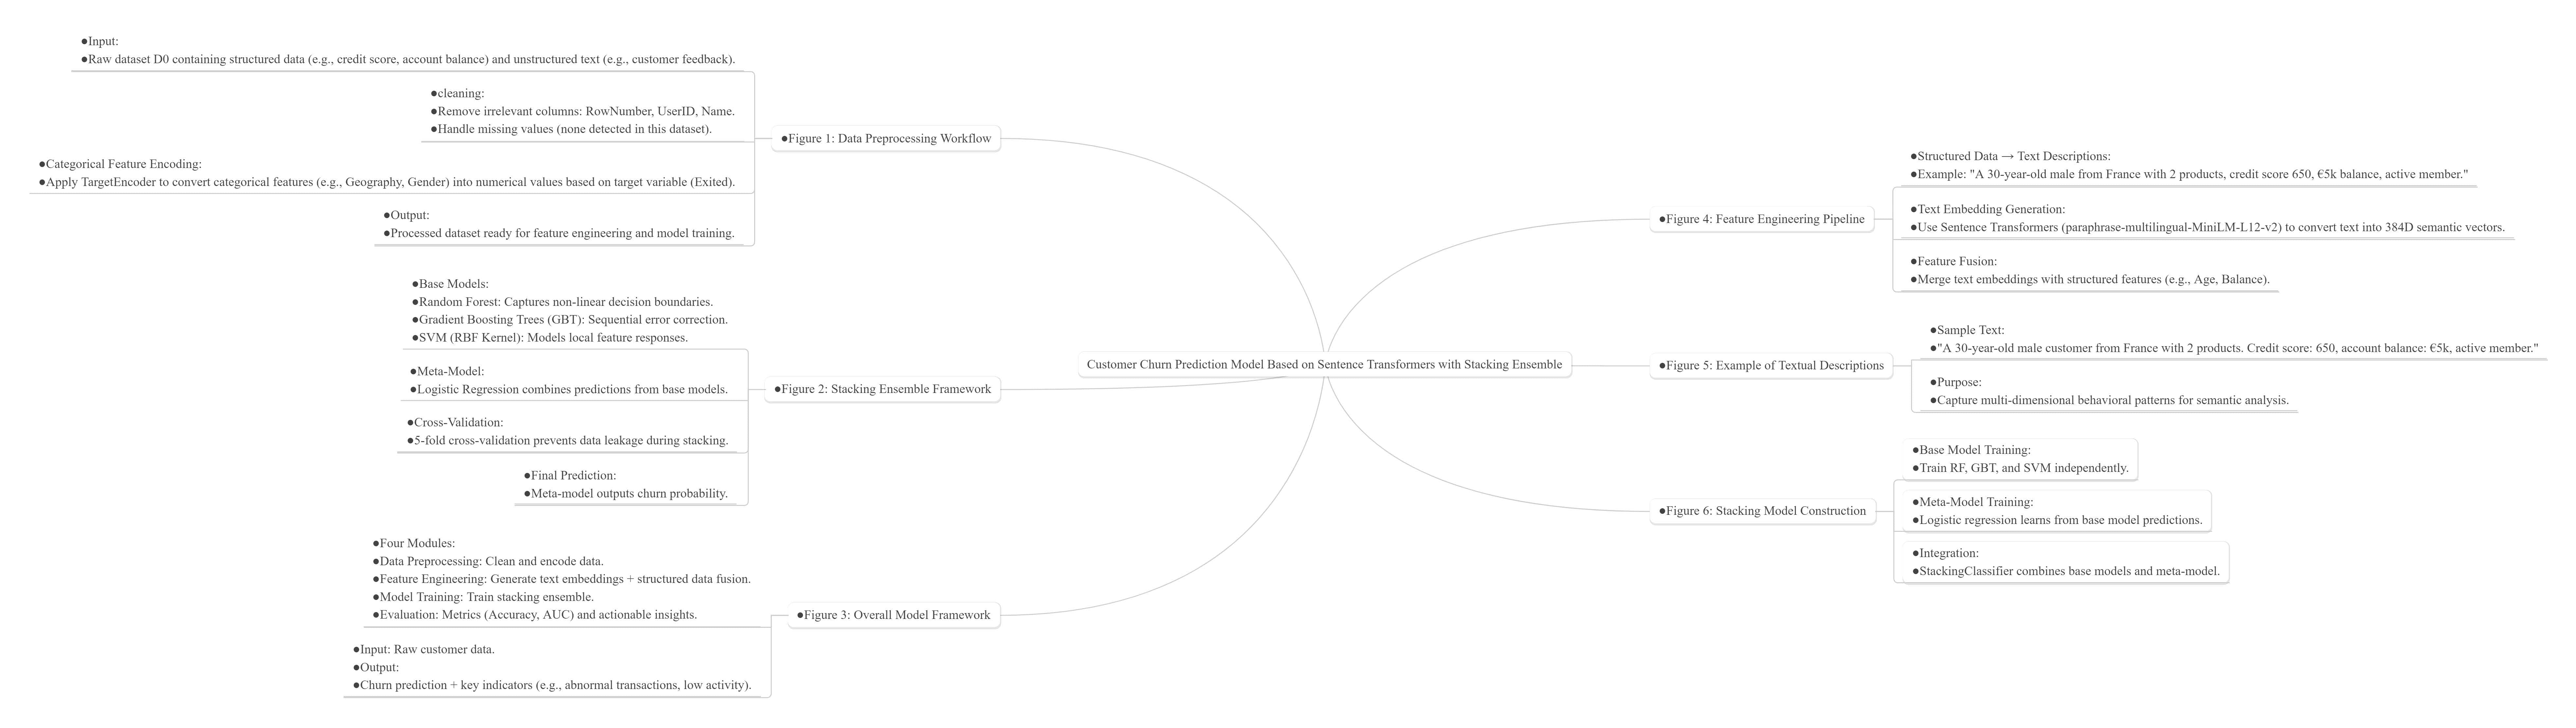 Customer Churn Prediction Model Based on Sentence Transformers with Stacking Ensemble
●Figure 1: Data Preprocessing Workflow
●Input:
●Raw dataset D0 containing structured data (e.g., credit score, account balance) and unstructured text (e.g., customer feedback).
●cleaning:
●Remove irrelevant columns: RowNumber, UserID, Name.
●Handle missing values (none detected in this dataset).
●Categorical Feature Encoding:
●Apply TargetEncoder to convert categorical features (e.g., Geography, Gender) into numerical values based on target variable (Exited).
●Output:
●Processed dataset ready for feature engineering and model training.
●Figure 2: Stacking Ensemble Framework
●Base Models:
●Random Forest: Captures non-linear decision boundaries.
●Gradient Boosting Trees (GBT): Sequential error correction.
●SVM (RBF Kernel): Models local feature responses.
●Meta-Model:
●Logistic Regression combines predictions from base models.
●Cross-Validation:
●5-fold cross-validation prevents data leakage during stacking.
●Final Prediction:
●Meta-model outputs churn probability.
●Figure 3: Overall Model Framework
●Four Modules:
●Data Preprocessing: Clean and encode data.
●Feature Engineering: Generate text embeddings + structured data fusion.
●Model Training: Train stacking ensemble.
●Evaluation: Metrics (Accuracy, AUC) and actionable insights.
●Input: Raw customer data.
●Output:
●Churn prediction + key indicators (e.g., abnormal transactions, low activity).
●Figure 4: Feature Engineering Pipeline
●Structured Data → Text Descriptions:
●Example: "A 30-year-old male from France with 2 products, credit score 650, €5k balance, active member."
●Text Embedding Generation:
●Use Sentence Transformers (paraphrase-multilingual-MiniLM-L12-v2) to convert text into 384D semantic vectors.
●Feature Fusion:
●Merge text embeddings with structured features (e.g., Age, Balance).
●Figure 5: Example of Textual Descriptions
●Sample Text:
●"A 30-year-old male customer from France with 2 products. Credit score: 650, account balance: €5k, active member."
●Purpose:
●Capture multi-dimensional behavioral patterns for semantic analysis.
●Figure 6: Stacking Model Construction
●Base Model Training:
●Train RF, GBT, and SVM independently.
●Meta-Model Training:
●Logistic regression learns from base model predictions.
●Integration:
●StackingClassifier combines base models and meta-model.